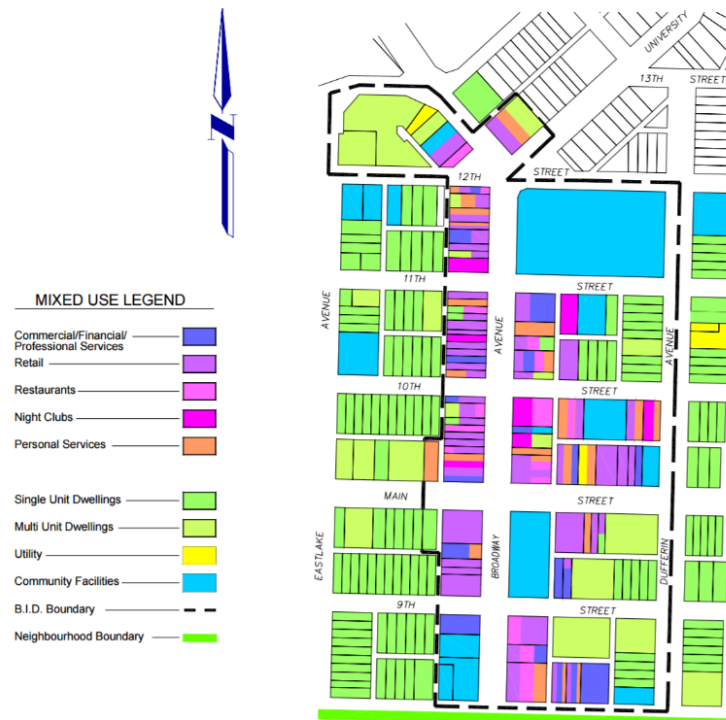 UNIVERSITY
13TH
STREET
12TH
STREET
11TH
STREET
AVENUE
AVENUE
AVENUE
10TH
STREET
MAIN
STREET
EASTLAKE
BROADWAY
DUFFERIN
9TH
STREET
N
MIXED USE LEGEND
Commercial/Financial/
Professional Services
Retail
Restaurants
Night Clubs
Personal Services
Single Unit Dwellings
Multi Unit Dwellings
Utility
Community Facilities
B.I.D. Boundary
Neighbourhood Boundary